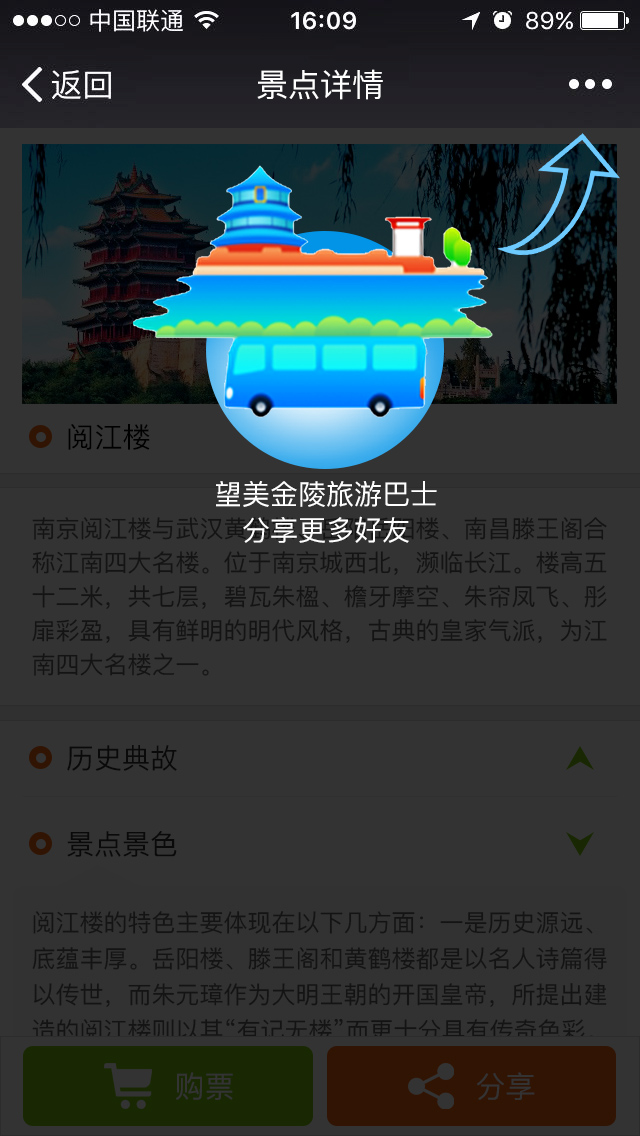 中国联通 16:09 89%
返回 景点详情
阅江楼
望美金陵旅游巴士
分享更多好友
南京阅江楼与武汉黄 阳楼、南昌滕王阁合
称江南四大名楼。位于南京城西北，濒临长江。楼高五
十二米，共七层，碧瓦朱楹、檐牙摩空、朱帘凤飞、彤
扉彩盈，具有鲜明的明代风格，古典的皇家气派，为江
南四大名楼之一。
历史典故
景点景色
阅江楼的特色主要体现在以下几方面：一是历史源远、
底蕴丰厚。岳阳楼、滕王阁和黄鹤楼都是以名人诗篇得
以传世，而朱元璋作为大明王朝的开国皇帝，所提出建
造的阅江楼则以其“有记无楼”而更十分具有传奇色彩。
购票 分享